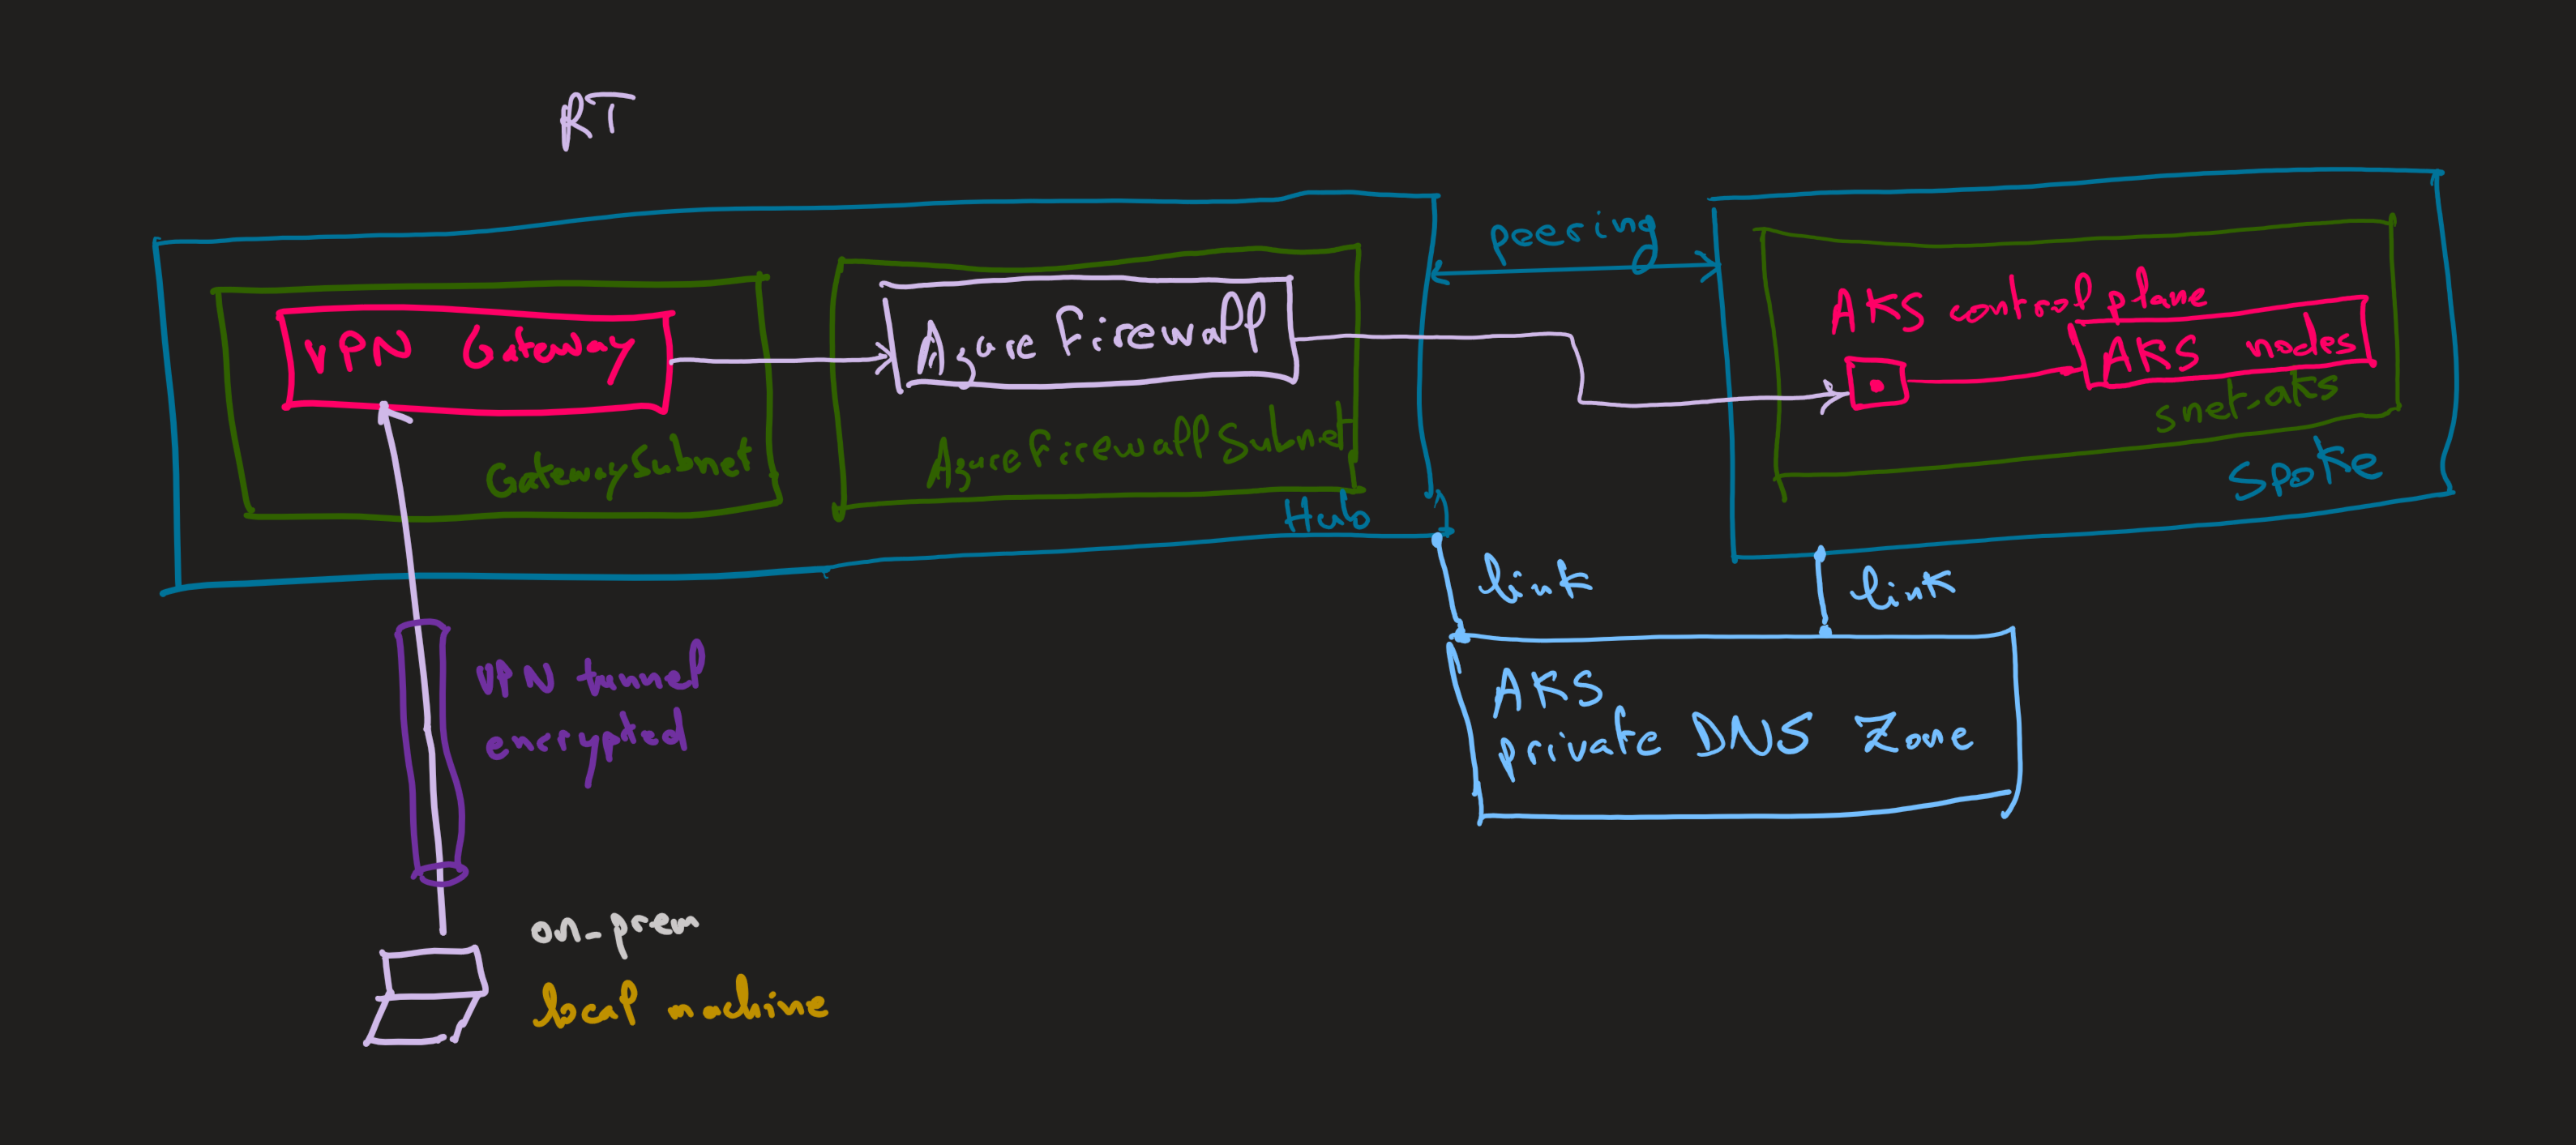 RT
peering
VPN Gateway
Azure Firewall
AKS control plane
AKS nodes
snet-aks
GatewaySubnet
AzureFirewallSubnet
Spoke
Hub
link
link
VPN tunnel
encrypted
AKS
private DNS Zone
on-prem
local machine